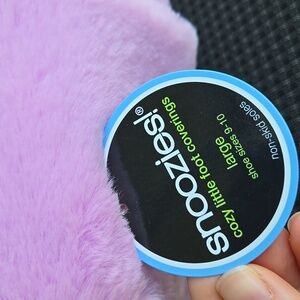 snoozies!®
cozy little foot coverings
large
shoe sizes 9-10
non-skid soles